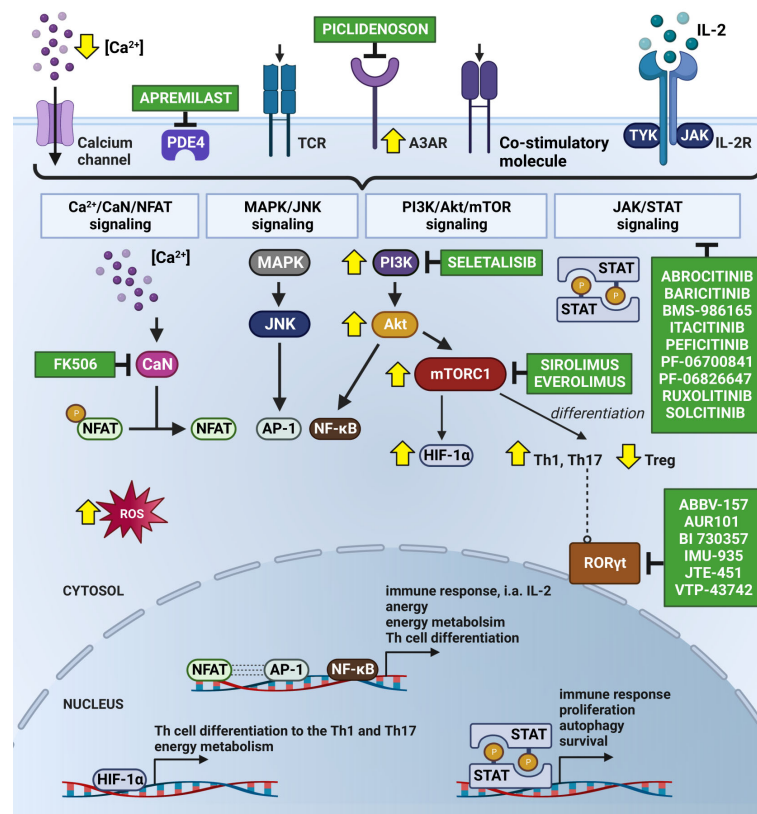 [Ca²⁺]
PICLIDENOSON
IL-2
APREMILAST
Calcium
channel
PDE4
TCR
A3AR
Co-stimulatory
molecule
TYK
JAK
IL-2R
Ca²⁺/CaN/NFAT
signaling
MAPK/JNK
signaling
PI3K/Akt/mTOR
signaling
JAK/STAT
signaling
[Ca²⁺]
MAPK
PI3K
SELETALISIB
STAT
P
P
STAT
ABROCITINIB
BARICITINIB
BMS-986165
ITACITINIB
PEFICITINIB
PF-06700841
PF-06826647
RUXOLITINIB
SOLCITINIB
JNK
Akt
FK506
CaN
mTORC1
SIROLIMUS
EVEROLIMUS
differentiation
P
NFAT
NFAT
AP-1
NF-κB
HIF-1α
Th1, Th17
Treg
ROS
RORγt
ABBV-157
AUR101
BI 730357
IMU-935
JTE-451
VTP-43742
CYTOSOL
immune response, i.a. IL-2
anergy
energy metabolsim
Th cell differentiation
NFAT
AP-1
NF-κB
NUCLEUS
Th cell differentiation to the Th1 and Th17
energy metabolism
HIF-1α
immune response
proliferation
autophagy
survival
STAT
P
P
STAT